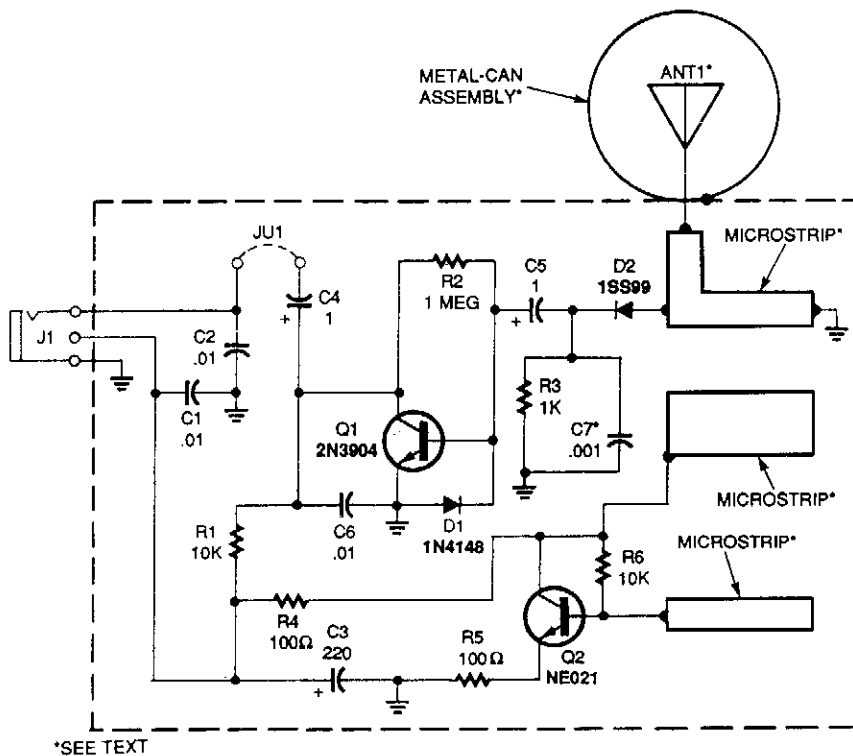 METAL-CAN
ASSEMBLY*
ANT1*
MICROSTRIP*
JU1
C4
1
+
R2
1 MEG
C5
1
+
D2
1SS99
J1
C2
.01
C1
.01
R3
1K
C7*
.001
Q1
2N3904
MICROSTRIP*
R1
10K
C6
.01
D1
1N4148
MICROSTRIP*
R6
10K
R4
100Ω
C3
220
+
R5
100Ω
Q2
NE021
*SEE TEXT